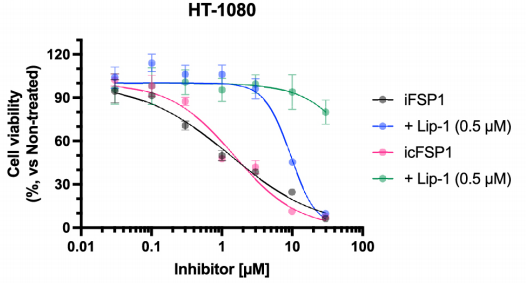 HT-1080
Cell viability
(%, vs Non-treated)
120
90
60
30
0
0.01
0.1
1
10
100
Inhibitor [µM]
iFSP1
+ Lip-1 (0.5 µM)
icFSP1
+ Lip-1 (0.5 µM)